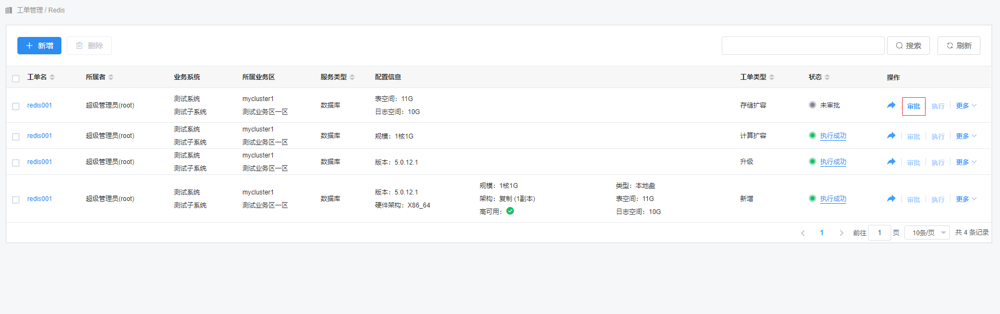 工单管理 / Redis
新增 删除 搜索 刷新
工单名 所属者 业务系统 所属业务区 服务类型 配置信息 工单类型 状态 操作
redis001 超级管理员(root) 测试系统 mycluster1 数据库 表空间：11G 存储扩容 未审批 审批 执行 更多
测试子系统 测试业务区一区 日志空间：10G
redis001 超级管理员(root) 测试系统 mycluster1 数据库 规模：1核1G 计算扩容 执行成功 审批 执行 更多
测试子系统 测试业务区一区
redis001 超级管理员(root) 测试系统 mycluster1 数据库 版本：5.0.12.1 升级 执行成功 审批 执行 更多
测试子系统 测试业务区一区
规模：1核1G 类型：本地盘
redis001 超级管理员(root) 测试系统 mycluster1 数据库 版本：5.0.12.1 架构：复制 (1副本) 表空间：11G 新增 执行成功 审批 执行 更多
测试子系统 测试业务区一区 硬件架构：X86_64 高可用： 日志空间：10G
1 前往 1 页 10条/页 共 4 条记录